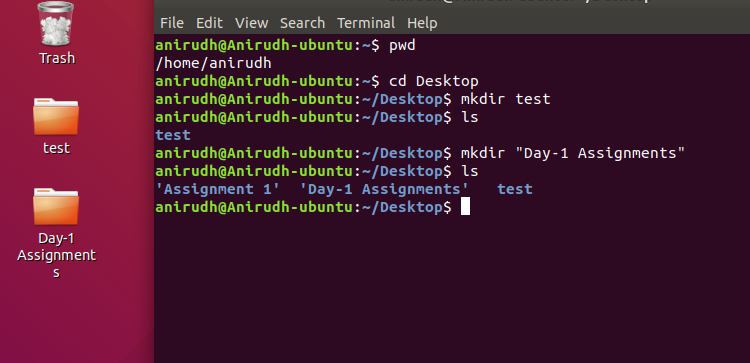 Trash
test
Day-1
Assignment
s
File Edit View Search Terminal Help
anirudh@Anirudh-ubuntu:~$ pwd
/home/anirudh
anirudh@Anirudh-ubuntu:~$ cd Desktop
anirudh@Anirudh-ubuntu:~/Desktop$ mkdir test
anirudh@Anirudh-ubuntu:~/Desktop$ ls
test
anirudh@Anirudh-ubuntu:~/Desktop$ mkdir "Day-1 Assignments"
anirudh@Anirudh-ubuntu:~/Desktop$ ls
'Assignment 1'  'Day-1 Assignments'   test
anirudh@Anirudh-ubuntu:~/Desktop$